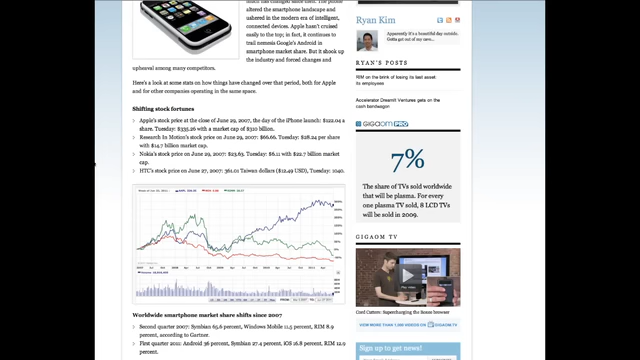 altered the smartphone landscape and
ushered in the modern era of intelligent,
connected devices. Apple hasn't cruised
easily to the top; in fact, it continues to
trail nemesis Google's Android in
smartphone market share. But it shook up
the industry and forced changes and
upheaval among many competitors.
Here's a look at some stats on how things have changed over that period, both for Apple
and for other companies operating in the same space.
Shifting stock fortunes
Apple's stock price at the close of June 29, 2007, the day of the iPhone launch: $122.04 a
share. Tuesday: $335.26 with a market cap of $310 billion.
Research In Motion's stock price on June 29, 2007: $66.66. Tuesday: $28.24 per share
with $14.7 billion market cap.
Nokia's stock price on June 29, 2007: $23.63. Tuesday: $6.11 with $22.7 billion market
cap.
HTC's stock price on June 27, 2007: 361.01 Taiwan dollars ($12.49 USD), Tuesday: 1040.
Worldwide smartphone market share shifts since 2007
Second quarter 2007: Symbian 65.6 percent, Windows Mobile 11.5 percent, RIM 8.9
percent, according to Gartner.
First quarter 2011: Android 36 percent, Symbian 27.4 percent, iOS 16.8 percent, RIM 12.9
percent.
Ryan Kim
Apparently it's a beautiful day outside.
Gotta get out of my cave...
RYAN'S POSTS
RIM on the brink of losing its last asset:
its employees
Accelerator DreamIt Ventures gets on the
cash bandwagon
GIGAOM PRO
7%
The share of TVs sold worldwide
that will be plasma. For every
one plasma TV sold, 8 LCD TVs
will be sold in 2009.
GIGAOM TV
Play video
Cord Cutters: Supercharging the Boxee browser
VIEW MORE THAN 1,000 VIDEOS ON GIGAOM.TV
Sign up to get news!